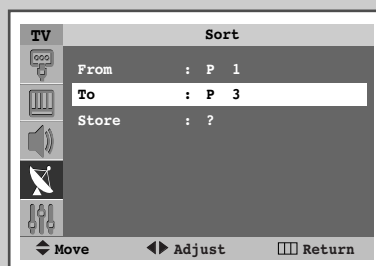 TV Sort
From : P 1
To : P 3
Store : ?
Move Adjust Return